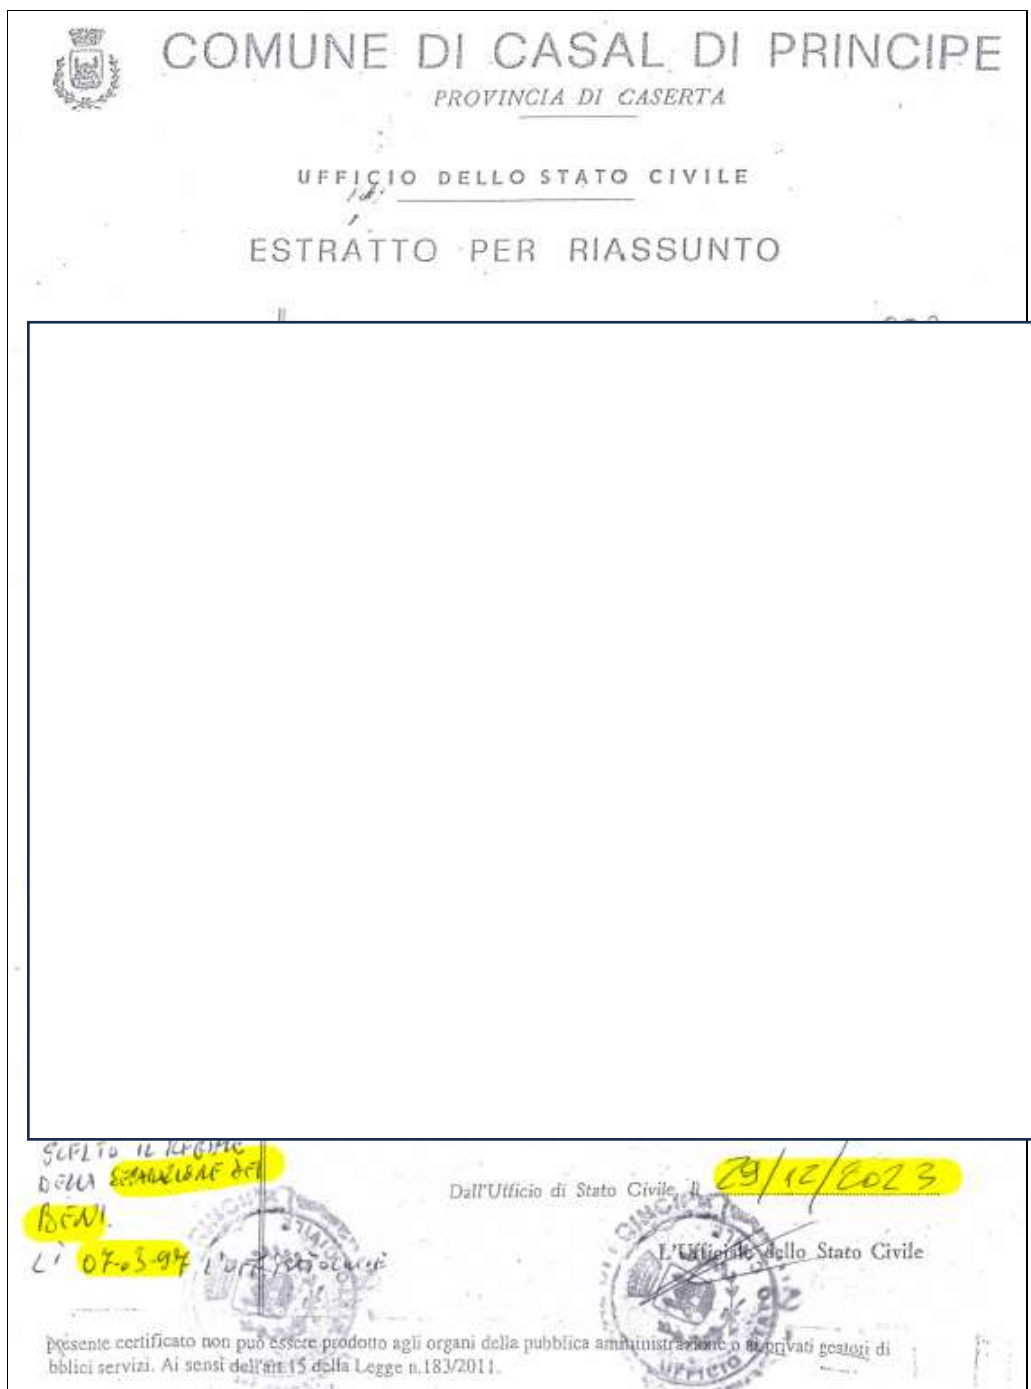 COMUNE DI CASAL DI PRINCIPE
PROVINCIA DI CASERTA
UFFICIO DELLO STATO CIVILE
ESTRATTO PER RIASSUNTO
SCELTO IL REGIME
DELLA SEPARAZIONE DEI
BENI.
Lì 07-03-97
Dall'Ufficio di Stato Civile, lì 29/12/2023
L'Ufficiale dello Stato Civile
presente certificato non può essere prodotto agli organi della pubblica amministrazione o ai privati gestori di
bblici servizi. Ai sensi dell'art.15 della Legge n.183/2011.